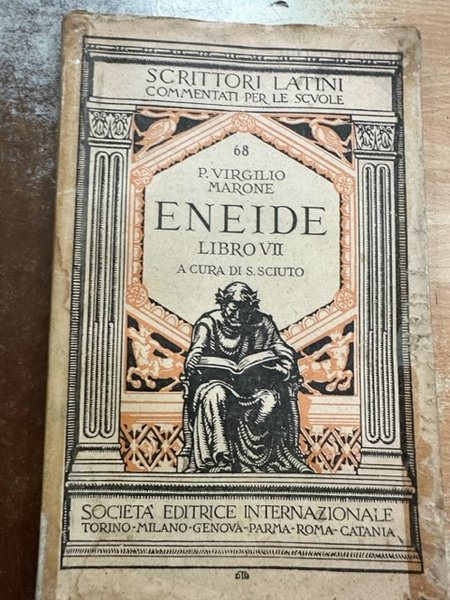 SCRITTORI LATINI
COMMENTATI PER LE SCVOLE
68
P. VIRGILIO
MARONE
ENEIDE
LIBRO VII
A CURA DI S. SCIUTO
SOCIETA' EDITRICE INTERNAZIONALE
TORINO-MILANO-GENOVA-PARMA-ROMA-CATANIA